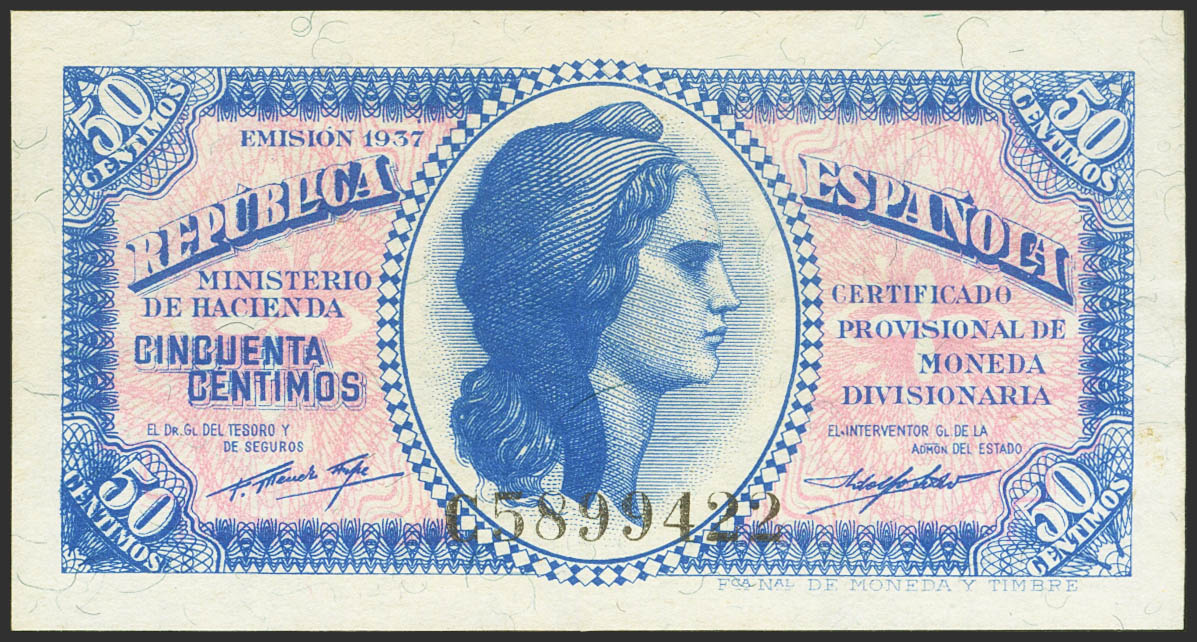 50
CENTIMOS
50
CENTIMOS
EMISIÓN 1937
REPÚBLICA
ESPAÑOLA
MINISTERIO
DE HACIENDA
CINCUENTA
CENTIMOS
EL DR. GL. DEL TESORO Y
DE SEGUROS
CERTIFICADO
PROVISIONAL DE
MONEDA
DIVISIONARIA
EL INTERVENTOR GL. DE LA
ADMÓN DEL ESTADO
50
CENTIMOS
50
CENTIMOS
C5899422
FCA NAL DE MONEDA Y TIMBRE